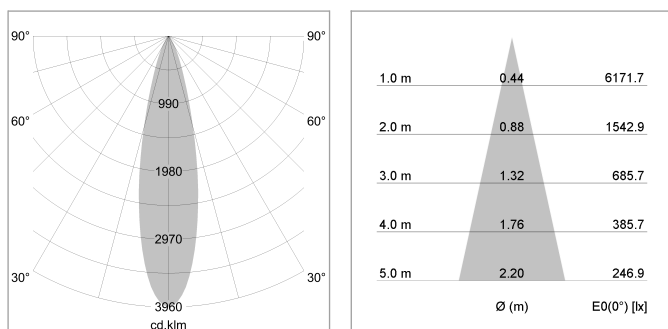 90° 90°
990
60° 60°
1980
2970
30° 30°
3960
cd.klm
1.0 m 0.44 6171.7
2.0 m 0.88 1542.9
3.0 m 1.32 685.7
4.0 m 1.76 385.7
5.0 m 2.20 246.9
Ø (m) E0(0°) [lx]